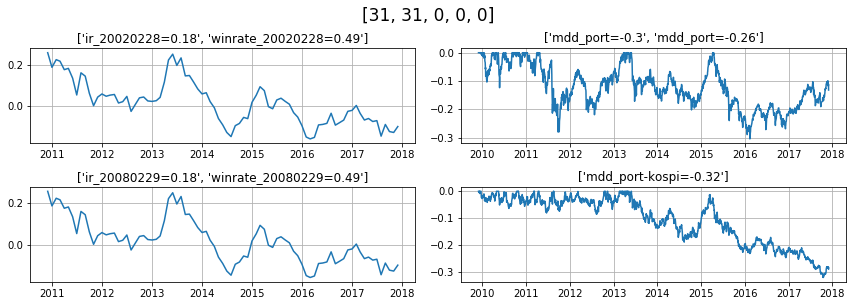 [31, 31, 0, 0, 0]
['ir_20020228=0.18', 'winrate_20020228=0.49']
0.2
0.0
2011 2012 2013 2014 2015 2016 2017 2018
['mdd_port=-0.3', 'mdd_port=-0.26']
0.0
−0.1
−0.2
−0.3
2010 2011 2012 2013 2014 2015 2016 2017 2018
['ir_20080229=0.18', 'winrate_20080229=0.49']
0.2
0.0
2011 2012 2013 2014 2015 2016 2017 2018
['mdd_port-kospi=-0.32']
0.0
−0.1
−0.2
−0.3
2010 2011 2012 2013 2014 2015 2016 2017 2018